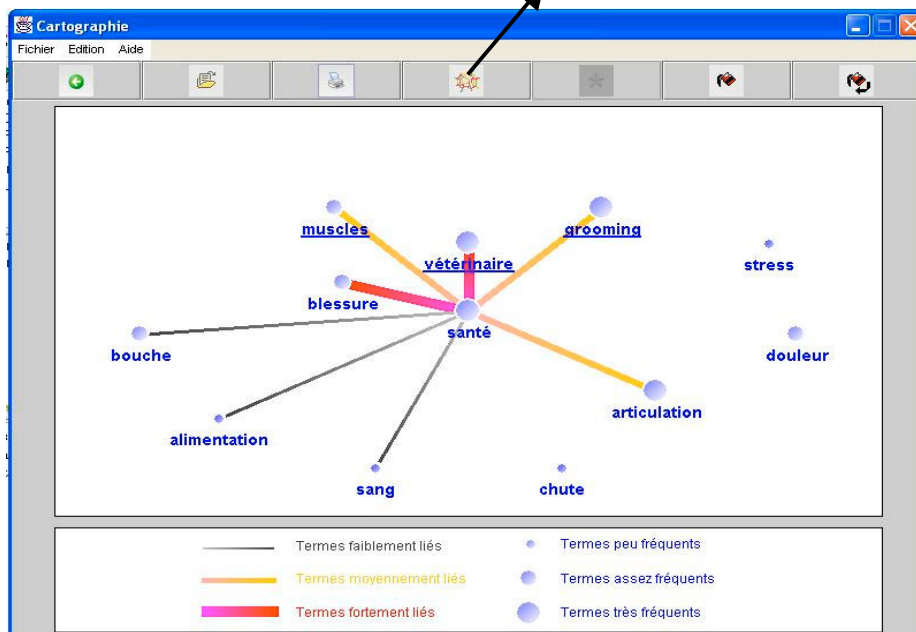 Cartographie
Fichier Edition Aide
muscles
grooming
vétérinaire
stress
blessure
santé
bouche
douleur
articulation
alimentation
sang
chute
Termes faiblement liés
Termes peu fréquents
Termes moyennement liés
Termes assez fréquents
Termes fortement liés
Termes très fréquents